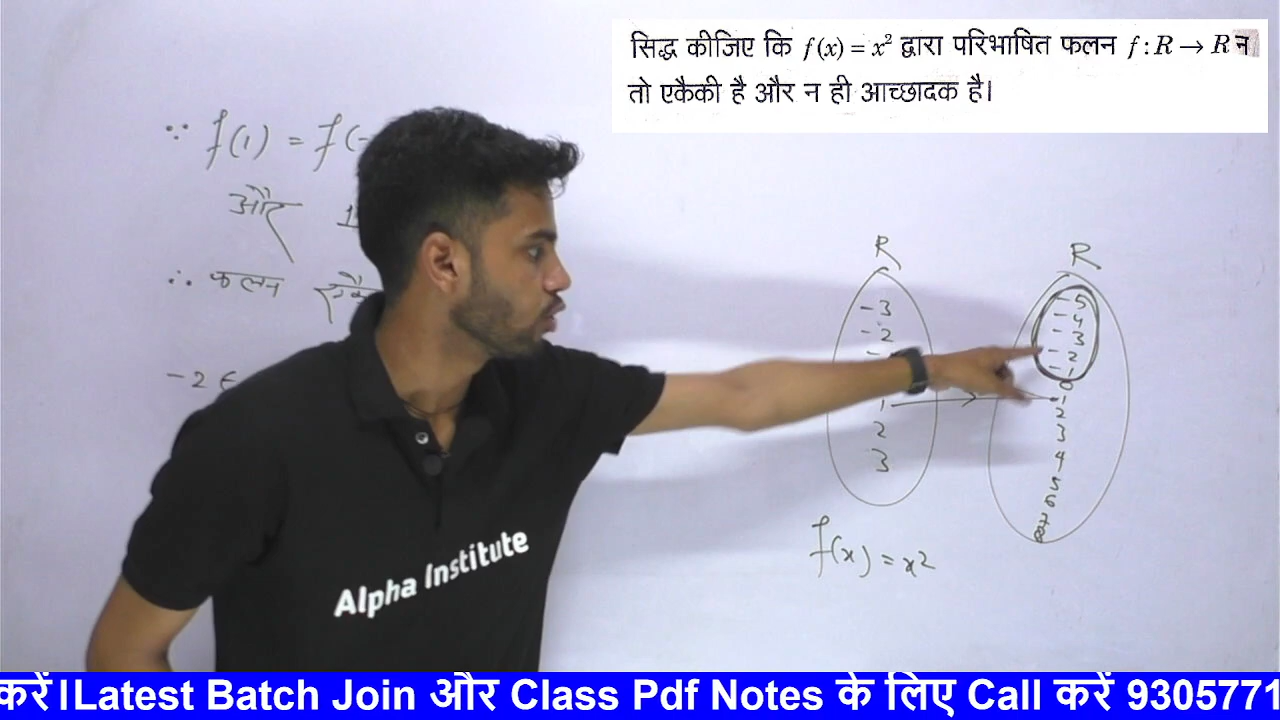 सिद्ध कीजिए कि f(x) = x² द्वारा परिभाषित फलन f : R → R न
तो एकैकी है और न ही आच्छादक है।
∵ f(1) = f(-
और 1
∴ फलन
-2 ∈
R
-3
-2
-
1
2
3
R
-5
-4
-3
-2
-1
0
1
2
3
4
5
6
7
8
f(x) = x²
Alpha Institute
करें।Latest Batch Join और Class Pdf Notes के लिए Call करें 9305771